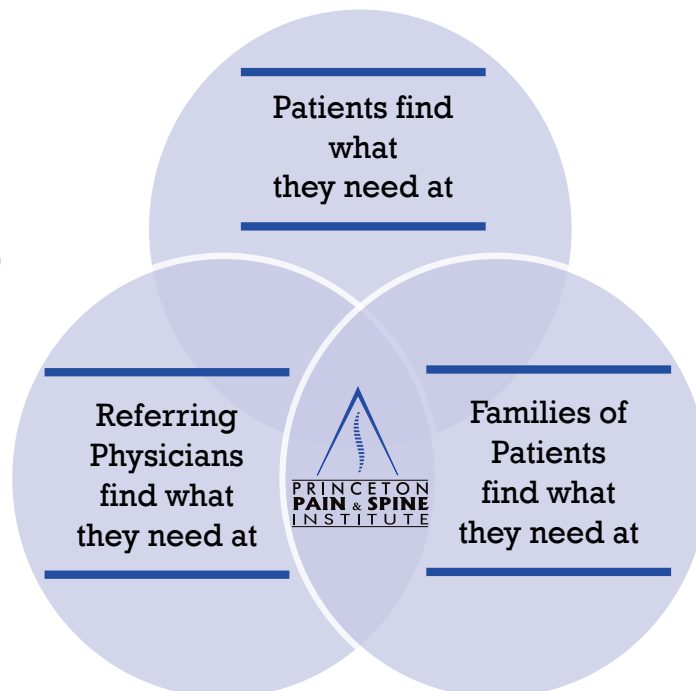 Patients find
what
they need at
Referring
Physicians
find what
they need at
Families of
Patients
find what
they need at
PRINCETON
PAIN & SPINE
INSTITUTE